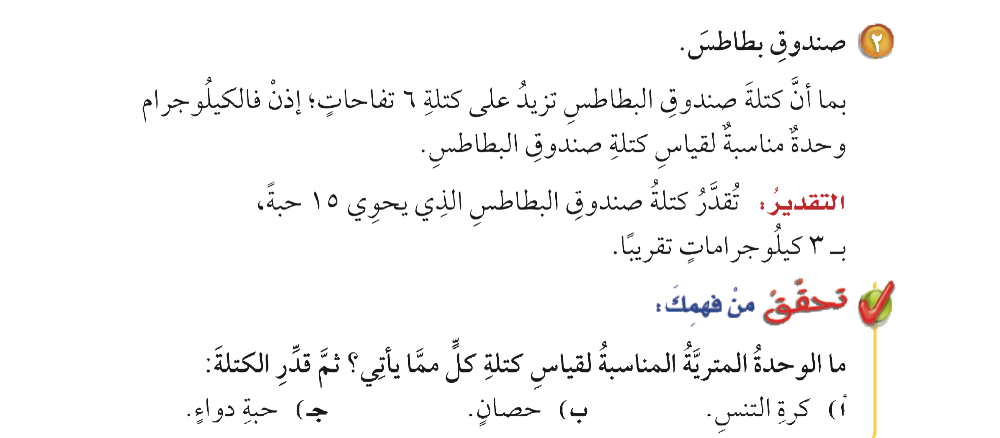 ٢ صندوقِ بطاطسَ.
بما أنَّ كتلةَ صندوقِ البطاطسِ تزيدُ على كتلةِ ٦ تفاحاتٍ؛ إذنْ فالكيلُوجرام
وحدةٌ مناسبةٌ لقياسِ كتلةِ صندوقِ البطاطسِ.
التقديرُ: تُقدَّرُ كتلةُ صندوقِ البطاطسِ الذِي يحوِي ١٥ حبةً،
بـ ٣ كيلُوجراماتٍ تقريبًا.
تحقَّقْ منْ فهمِكَ:
ما الوحدةُ المتريَّةُ المناسبةُ لقياسِ كتلةِ كلٍّ ممَّا يأتِي؟ ثمَّ قدِّرِ الكتلةَ:
أ) كرةِ التنسِ. ب) حصانٍ. جـ) حبةِ دواءٍ.